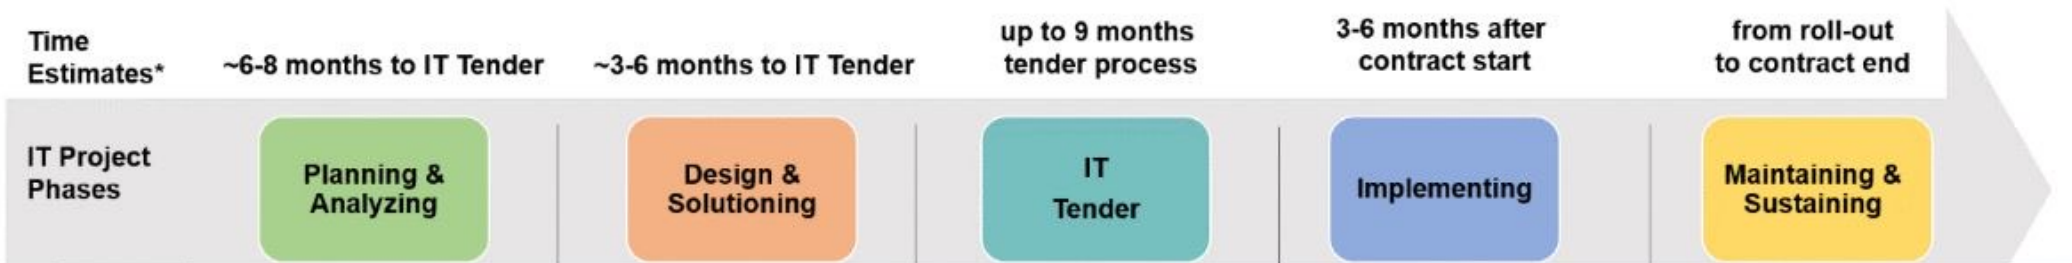 Time
Estimates*
~6-8 months to IT Tender
~3-6 months to IT Tender
up to 9 months
tender process
3-6 months after
contract start
from roll-out
to contract end
IT Project
Phases
Planning &
Analyzing
Design &
Solutioning
IT
Tender
Implementing
Maintaining &
Sustaining